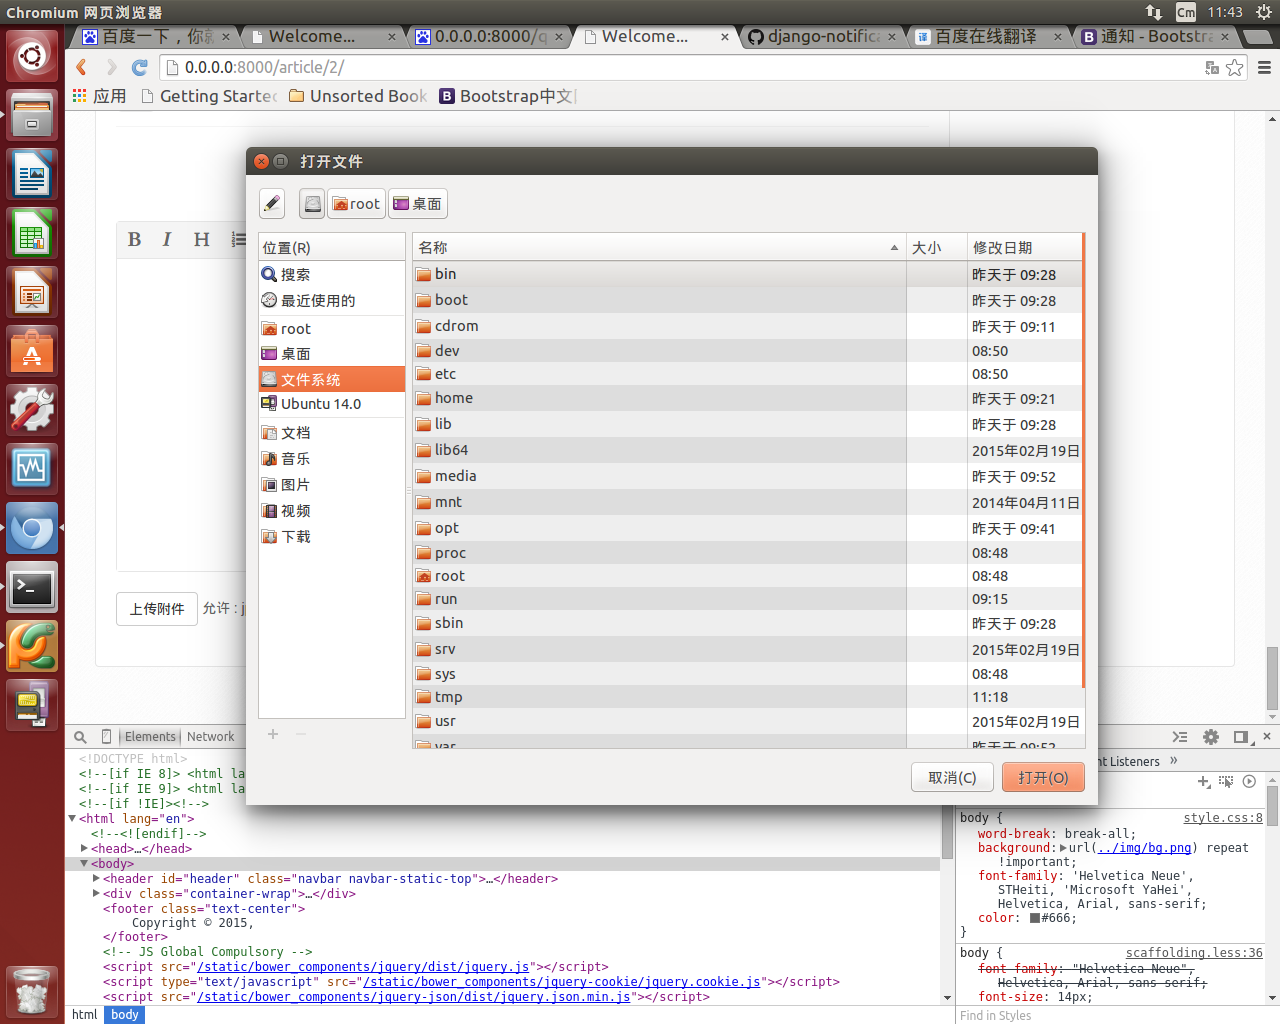 Chromium 网页浏览器
11:43
百度一下，你就
Welcome...
0.0.0.0:8000/q
Welcome...
django-notifica
百度在线翻译
通知 - Bootstra
0.0.0.0:8000/article/2/
应用
Getting Started
Unsorted Book
Bootstrap中文
B I H
打开文件
root
桌面
位置(R)
搜索
最近使用的
root
桌面
文件系统
Ubuntu 14.0
文档
音乐
图片
视频
下载
名称 大小 修改日期
bin 昨天于 09:28
boot 昨天于 09:28
cdrom 昨天于 09:11
dev 08:50
etc 08:50
home 昨天于 09:21
lib 昨天于 09:28
lib64 2015年02月19日
media 昨天于 09:52
mnt 2014年04月11日
opt 昨天于 09:41
proc 08:48
root 08:48
run 09:15
sbin 昨天于 09:28
srv 2015年02月19日
sys 08:48
tmp 11:18
usr 2015年02月19日
var 昨天于 09:52
取消(C)
打开(O)
上传附件 允许 : j
Elements Network
nt Listeners »
<!DOCTYPE html>
<!--[if IE 8]> <html la
<!--[if IE 9]> <html la
<!--[if !IE]><!-->
<html lang="en">
<!--<![endif]-->
<head>…</head>
<body>
<header id="header" class="navbar navbar-static-top">…</header>
<div class="container-wrap">…</div>
<footer class="text-center">
Copyright © 2015,
</footer>
<!-- JS Global Compulsory -->
<script src="/static/bower_components/jquery/dist/jquery.js"></script>
<script type="text/javascript" src="/static/bower_components/jquery-cookie/jquery.cookie.js"></script>
<script src="/static/bower_components/jquery-json/dist/jquery.json.min.js"></script>
html body
body { style.css:8
word-break: break-all;
background: url(../img/bg.png) repeat
!important;
font-family: 'Helvetica Neue',
STHeiti, 'Microsoft YaHei',
Helvetica, Arial, sans-serif;
color: #666;
}
body { scaffolding.less:36
font-family: "Helvetica Neue",
Helvetica, Arial, sans-serif;
font-size: 14px;
Find in Styles